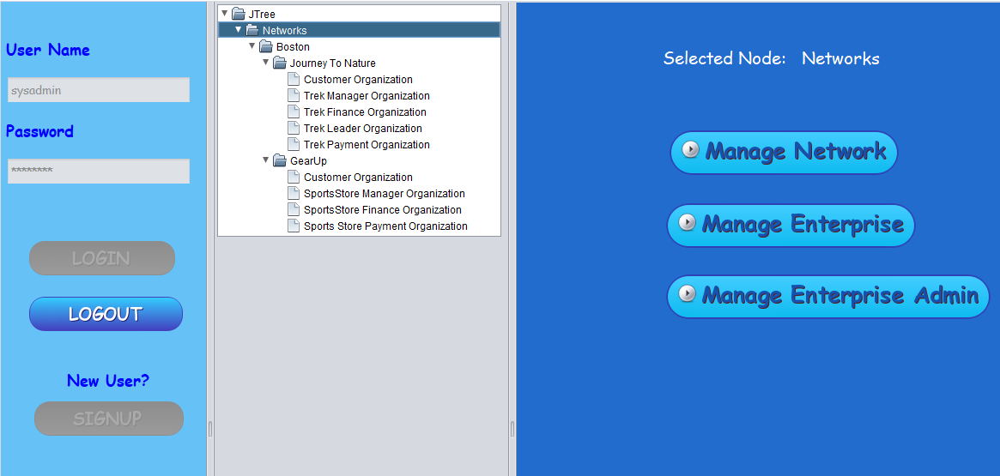 User Name
sysadmin
Password
********
LOGIN
LOGOUT
New User?
SIGNUP
JTree
Networks
Boston
Journey To Nature
Customer Organization
Trek Manager Organization
Trek Finance Organization
Trek Leader Organization
Trek Payment Organization
GearUp
Customer Organization
SportsStore Manager Organization
SportsStore Finance Organization
Sports Store Payment Organization
Selected Node: Networks
Manage Network
Manage Enterprise
Manage Enterprise Admin